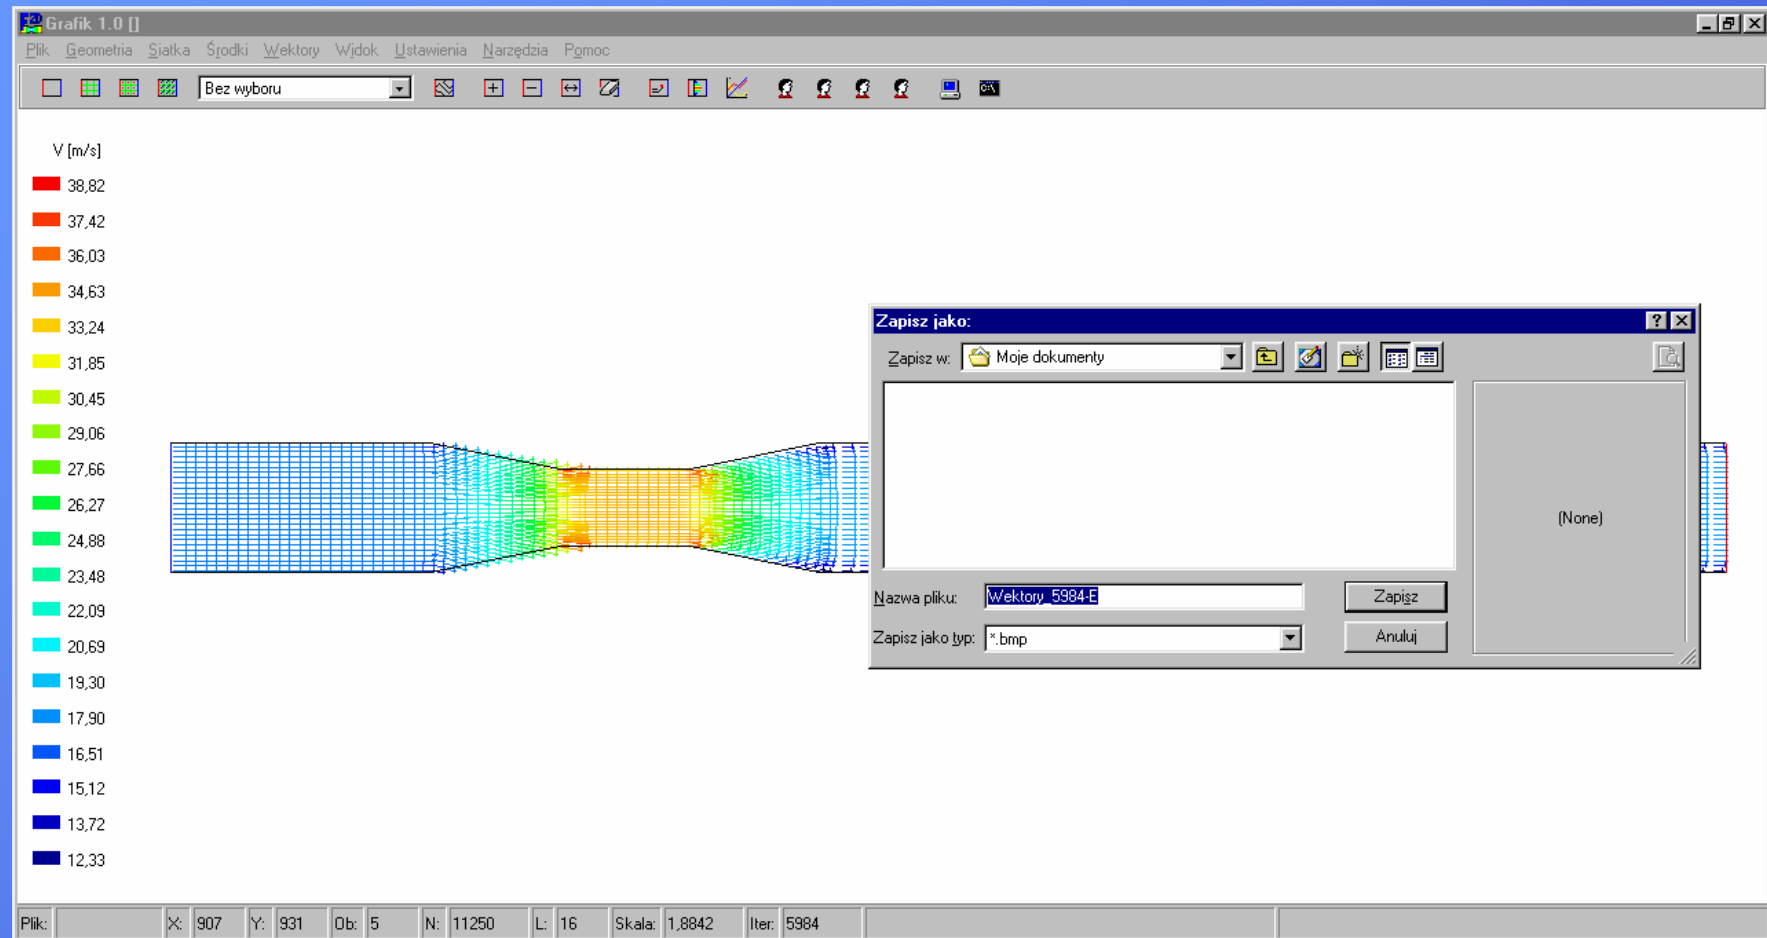 Grafik 1.0 []
Plik Geometria Siatka Środki Wektory Widok Ustawienia Narzędzia Pomoc
Bez wyboru
V [m/s]
38,82
37,42
36,03
34,63
33,24
31,85
30,45
29,06
27,66
26,27
24,88
23,48
22,09
20,69
19,30
17,90
16,51
15,12
13,72
12,33
Zapisz jako:
Zapisz w: Moje dokumenty
(None)
Nazwa pliku: Wektory_5984-E Zapisz
Zapisz jako typ: *.bmp Anuluj
Plik: X: 907 Y: 931 Ob: 5 N: 11250 L: 16 Skala: 1,8842 Iter: 5984